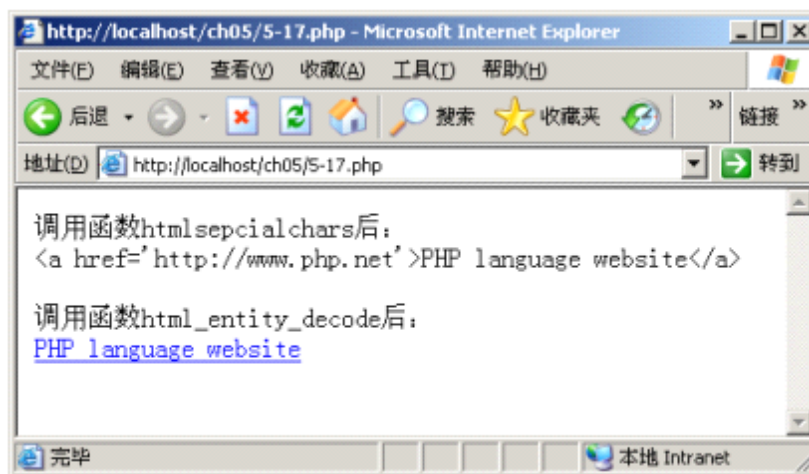 http://localhost/ch05/5-17.php - Microsoft Internet Explorer
文件(F) 编辑(E) 查看(V) 收藏(A) 工具(T) 帮助(H)
后退 搜索 收藏夹 » 链接 »
地址(D) http://localhost/ch05/5-17.php 转到
调用函数htmlsepcialchars后：
<a href='http://www.php.net'>PHP language website</a>
调用函数html_entity_decode后：
PHP language website
完毕 本地 Intranet